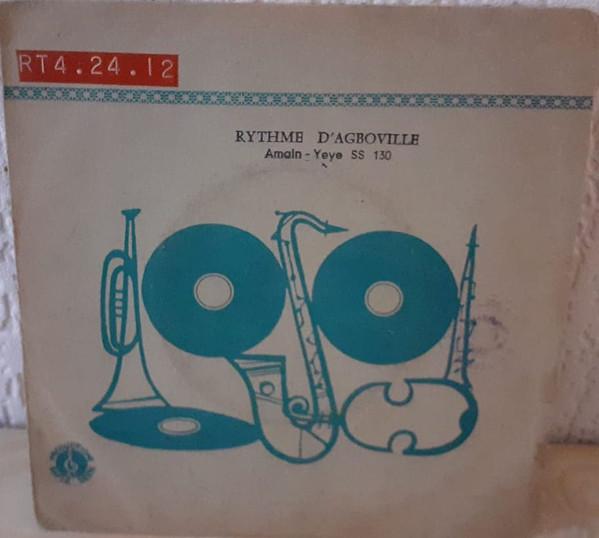 RT4.24.12
RYTHME D'AGBOVILLE
Amain - Yeye SS 130